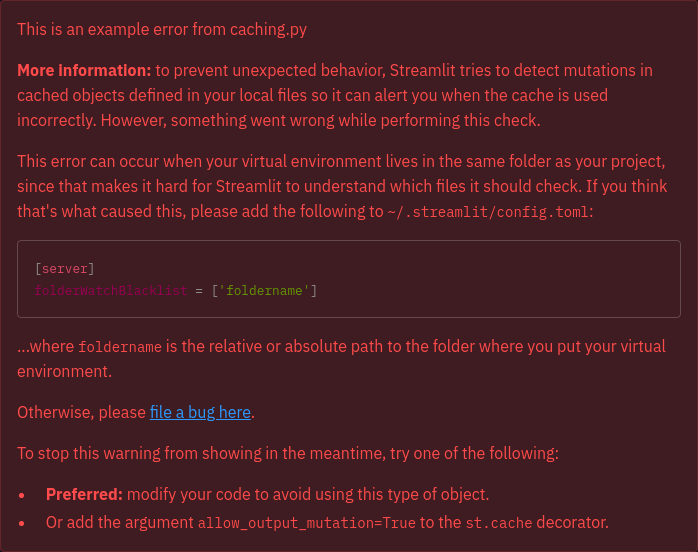 This is an example error from caching.py
More information: to prevent unexpected behavior, Streamlit tries to detect mutations in
cached objects defined in your local files so it can alert you when the cache is used
incorrectly. However, something went wrong while performing this check.
This error can occur when your virtual environment lives in the same folder as your project,
since that makes it hard for Streamlit to understand which files it should check. If you think
that's what caused this, please add the following to ~/.streamlit/config.toml:
[server]
folderWatchBlacklist = ['foldername']
...where foldername is the relative or absolute path to the folder where you put your virtual
environment.
Otherwise, please file a bug here.
To stop this warning from showing in the meantime, try one of the following:
• Preferred: modify your code to avoid using this type of object.
• Or add the argument allow_output_mutation=True to the st.cache decorator.